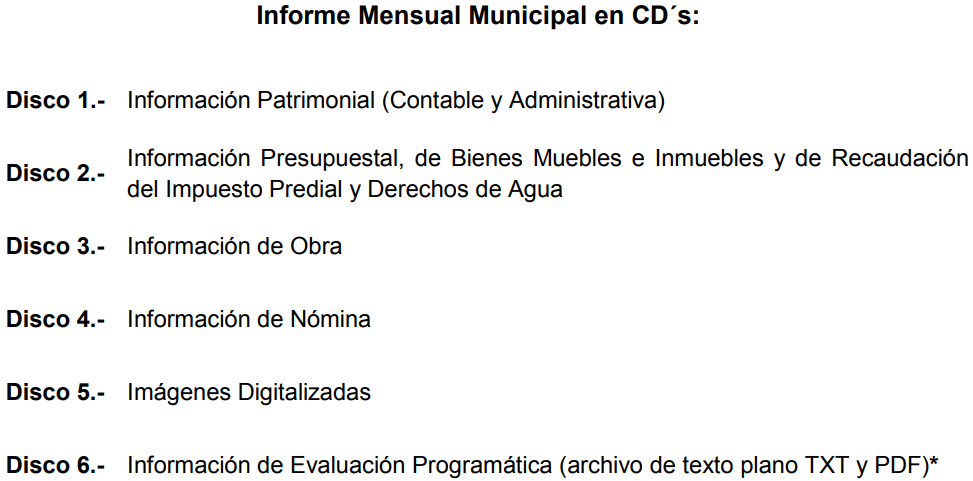 Informe Mensual Municipal en CD´s:
Disco 1.- Información Patrimonial (Contable y Administrativa)
Disco 2.- Información Presupuestal, de Bienes Muebles e Inmuebles y de Recaudación
del Impuesto Predial y Derechos de Agua
Disco 3.- Información de Obra
Disco 4.- Información de Nómina
Disco 5.- Imágenes Digitalizadas
Disco 6.- Información de Evaluación Programática (archivo de texto plano TXT y PDF)*